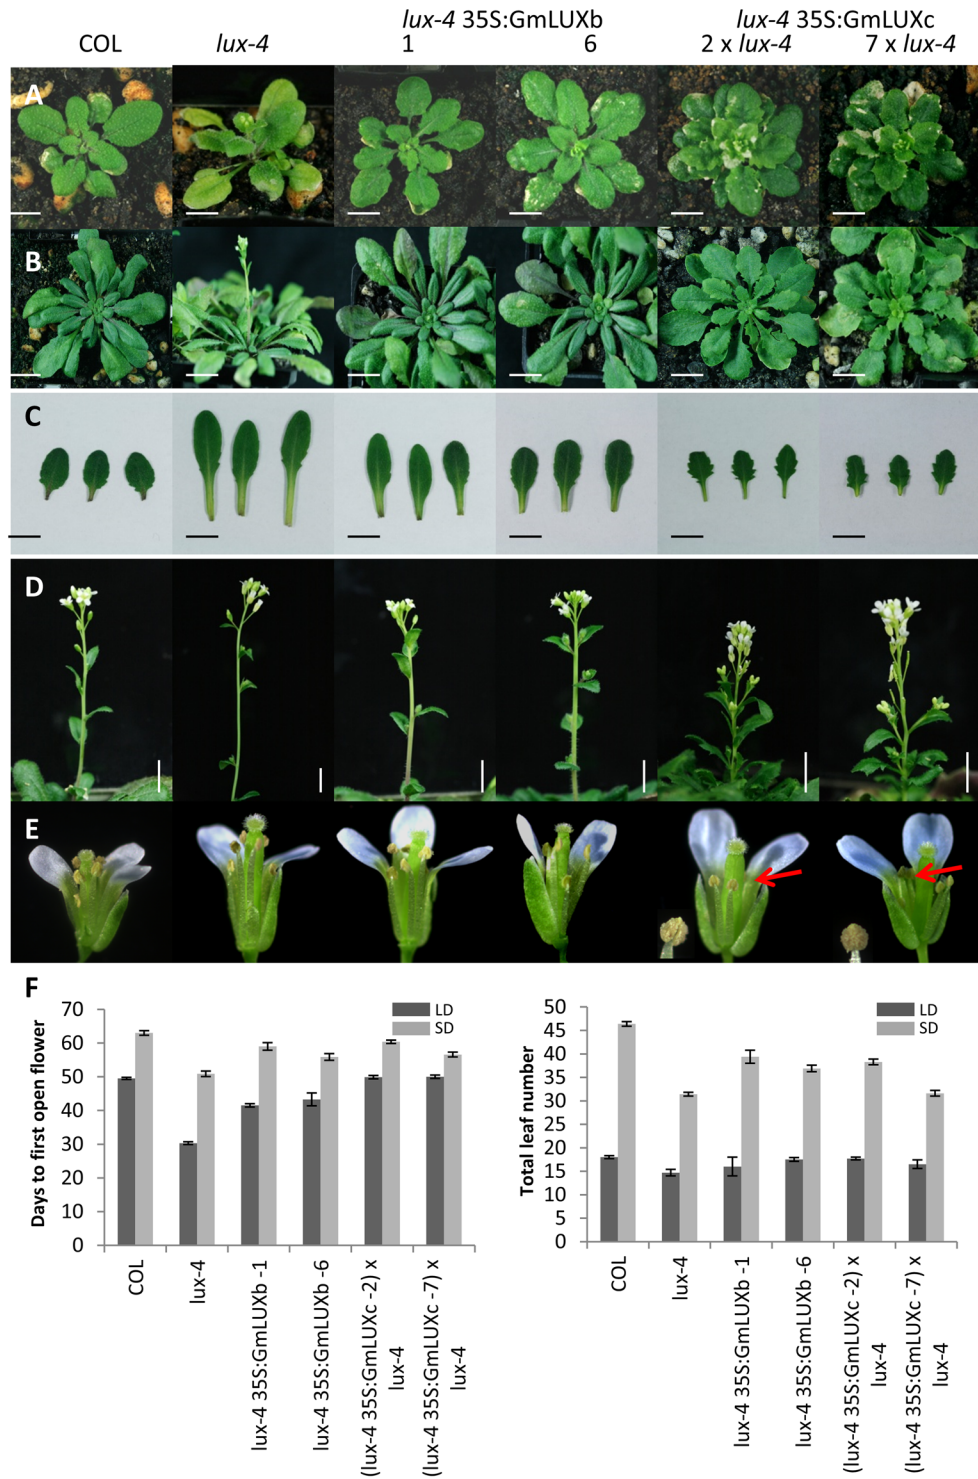 lux-4 35S:GmLUXb lux-4 35S:GmLUXc
COL lux-4 1 6 2 x lux-4 7 x lux-4
A
B
C
D
E
F
Days to first open flower
70
60
50
40
30
20
10
0
LD
SD
COL
lux-4
lux-4 35S:GmLUXb -1
lux-4 35S:GmLUXb -6
(lux-4 35S:GmLUXc -2) x
lux-4
(lux-4 35S:GmLUXc -7) x
lux-4
Total leaf number
50
45
40
35
30
25
20
15
10
5
0
LD
SD
COL
lux-4
lux-4 35S:GmLUXb -1
lux-4 35S:GmLUXb -6
(lux-4 35S:GmLUXc -2) x
lux-4
(lux-4 35S:GmLUXc -7) x
lux-4